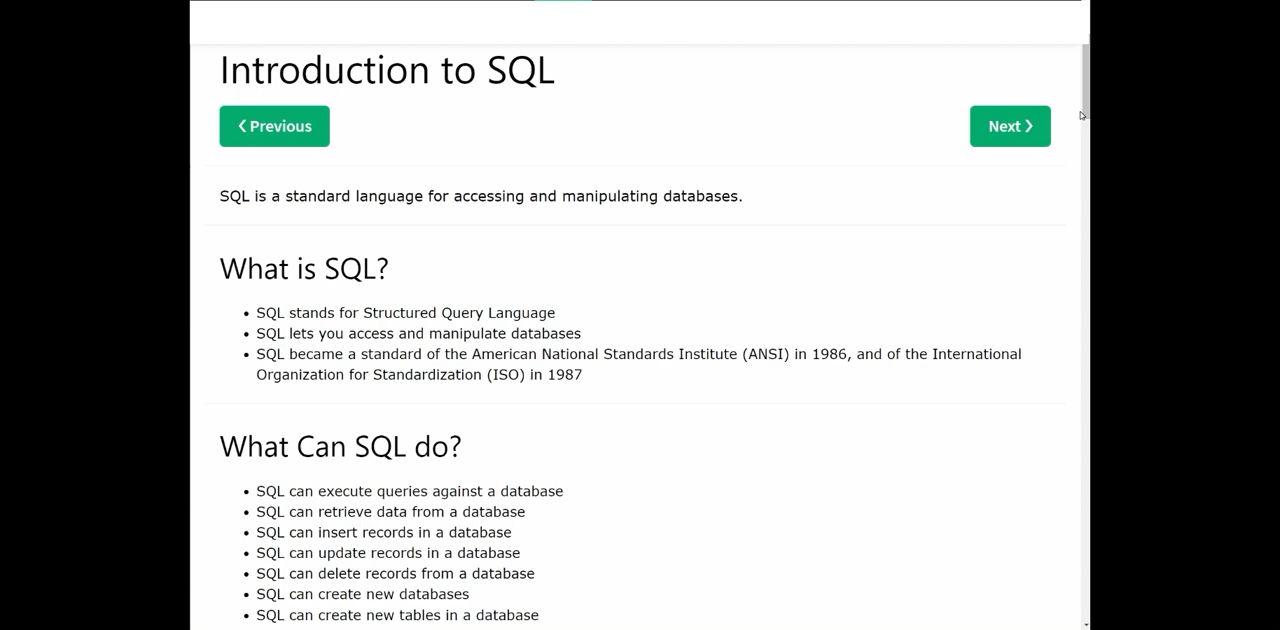 Introduction to SQL
❮ Previous
Next ❯
SQL is a standard language for accessing and manipulating databases.
What is SQL?
• SQL stands for Structured Query Language
• SQL lets you access and manipulate databases
• SQL became a standard of the American National Standards Institute (ANSI) in 1986, and of the International
Organization for Standardization (ISO) in 1987
What Can SQL do?
• SQL can execute queries against a database
• SQL can retrieve data from a database
• SQL can insert records in a database
• SQL can update records in a database
• SQL can delete records from a database
• SQL can create new databases
• SQL can create new tables in a database